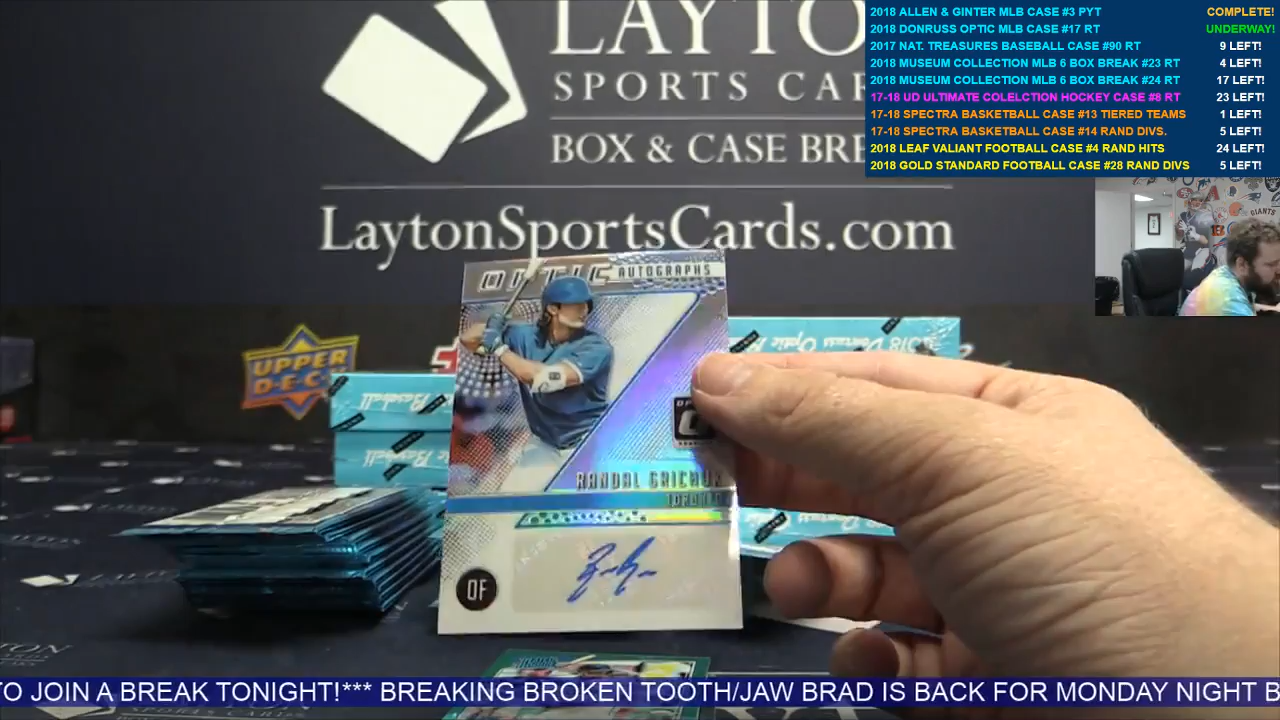 LAYTO
SPORTS CAR
BOX & CASE BRE
LaytonSportsCards.com
2018 ALLEN & GINTER MLB CASE #3 PYT COMPLETE!
2018 DONRUSS OPTIC MLB CASE #17 RT UNDERWAY!
2017 NAT. TREASURES BASEBALL CASE #90 RT 9 LEFT!
2018 MUSEUM COLLECTION MLB 6 BOX BREAK #23 RT 4 LEFT!
2018 MUSEUM COLLECTION MLB 6 BOX BREAK #24 RT 17 LEFT!
17-18 UD ULTIMATE COLELCTION HOCKEY CASE #8 RT 23 LEFT!
17-18 SPECTRA BASKETBALL CASE #13 TIERED TEAMS 1 LEFT!
17-18 SPECTRA BASKETBALL CASE #14 RAND DIVS. 5 LEFT!
2018 LEAF VALIANT FOOTBALL CASE #4 RAND HITS 24 LEFT!
2018 GOLD STANDARD FOOTBALL CASE #28 RAND DIVS 5 LEFT!
GIANTS
OPTIC AUTOGRAPHS
UPPER
DECK
2018 Donruss Optic
Baseball
RANDAL GRICHUK
TORONTO
OF
TO JOIN A BREAK TONIGHT!*** BREAKING BROKEN TOOTH/JAW BRAD IS BACK FOR MONDAY NIGHT B